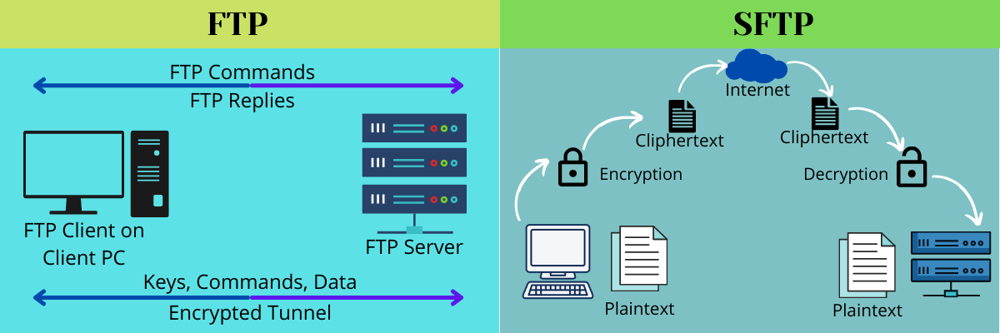 FTP
FTP Commands
FTP Replies
FTP Client on
Client PC
FTP Server
Keys, Commands, Data
Encrypted Tunnel
SFTP
Internet
Cliphertext
Cliphertext
Encryption
Decryption
Plaintext
Plaintext